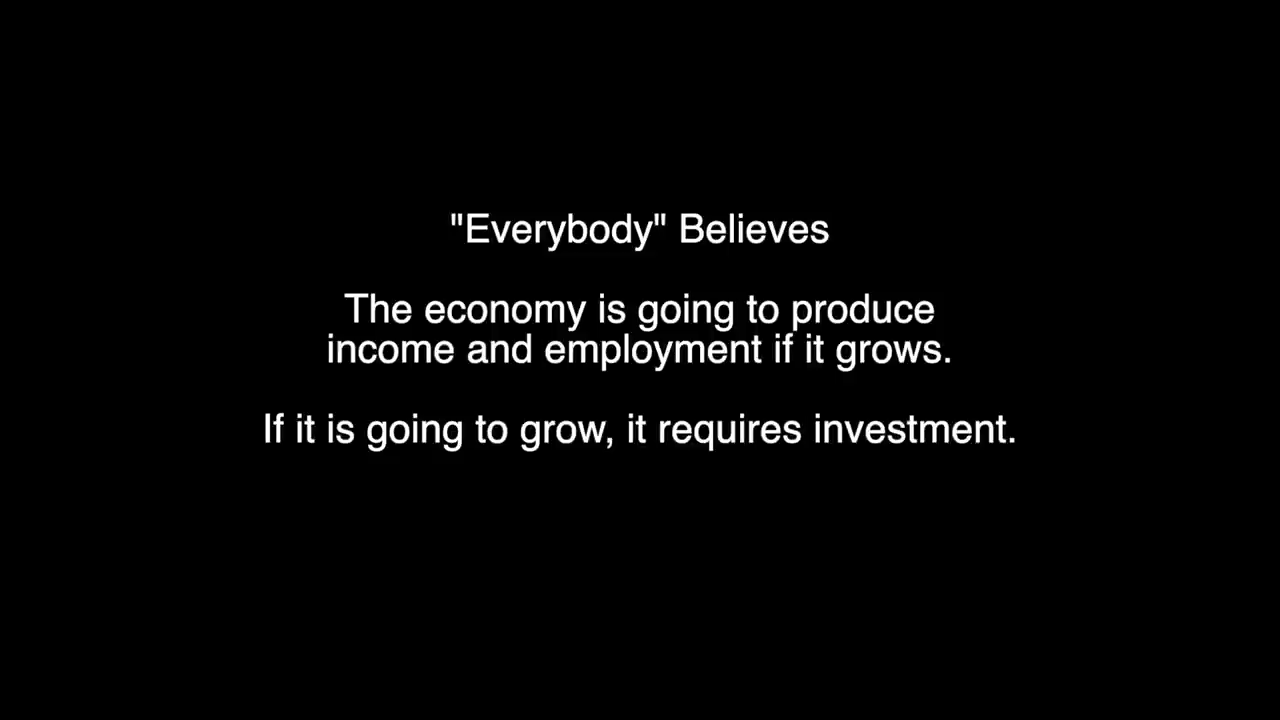 "Everybody" Believes
The economy is going to produce
income and employment if it grows.
If it is going to grow, it requires investment.